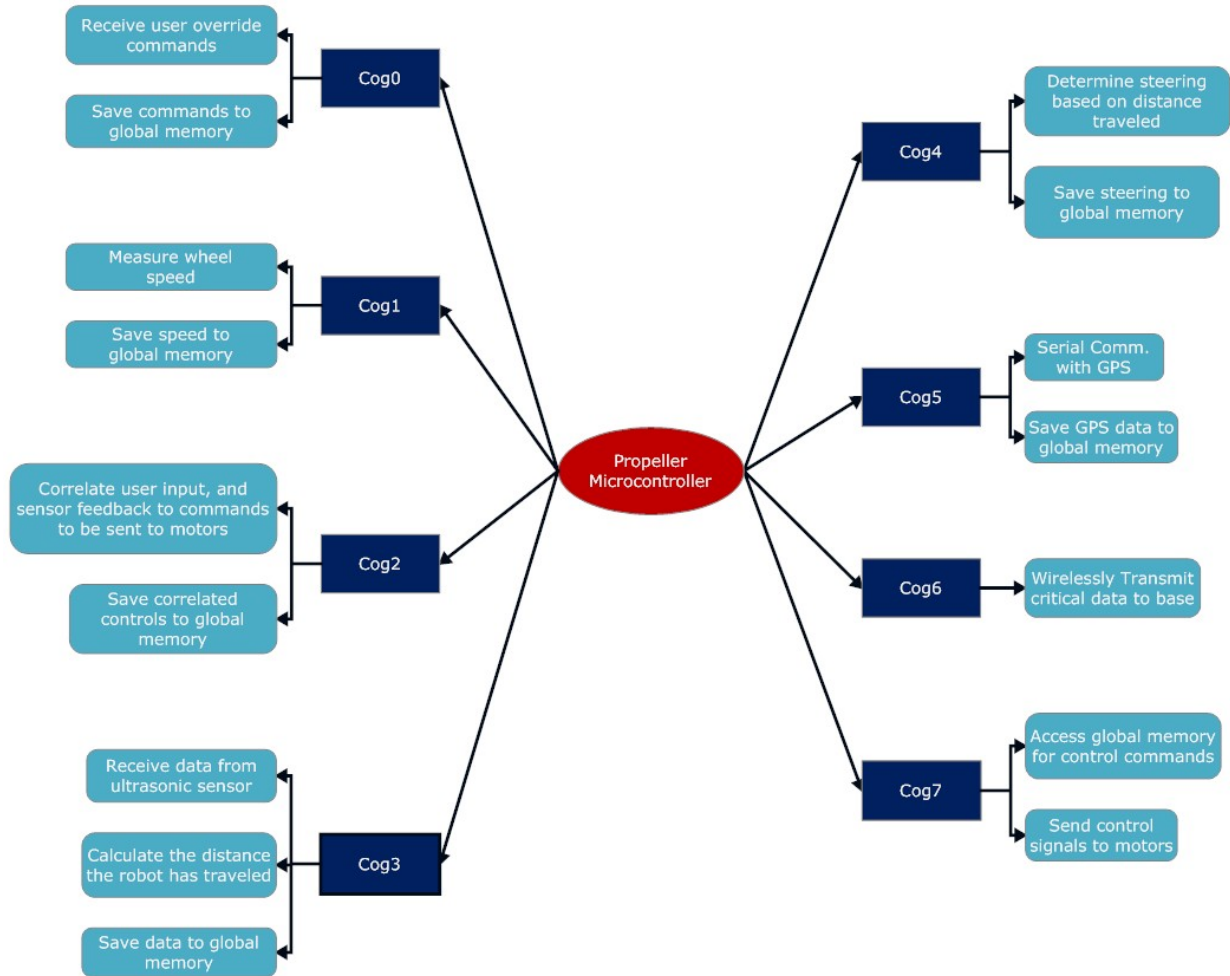 Receive user override
commands
Cog0
Save commands to
global memory
Measure wheel
speed
Cog1
Save speed to
global memory
Correlate user input, and
sensor feedback to commands
to be sent to motors
Cog2
Save correlated
controls to global
memory
Receive data from
ultrasonic sensor
Calculate the distance
the robot has traveled
Cog3
Save data to global
memory
Propeller
Microcontroller
Determine steering
based on distance
traveled
Cog4
Save steering to
global memory
Serial Comm.
with GPS
Cog5
Save GPS data to
global memory
Cog6
Wirelessly Transmit
critical data to base
Access global memory
for control commands
Cog7
Send control
signals to motors